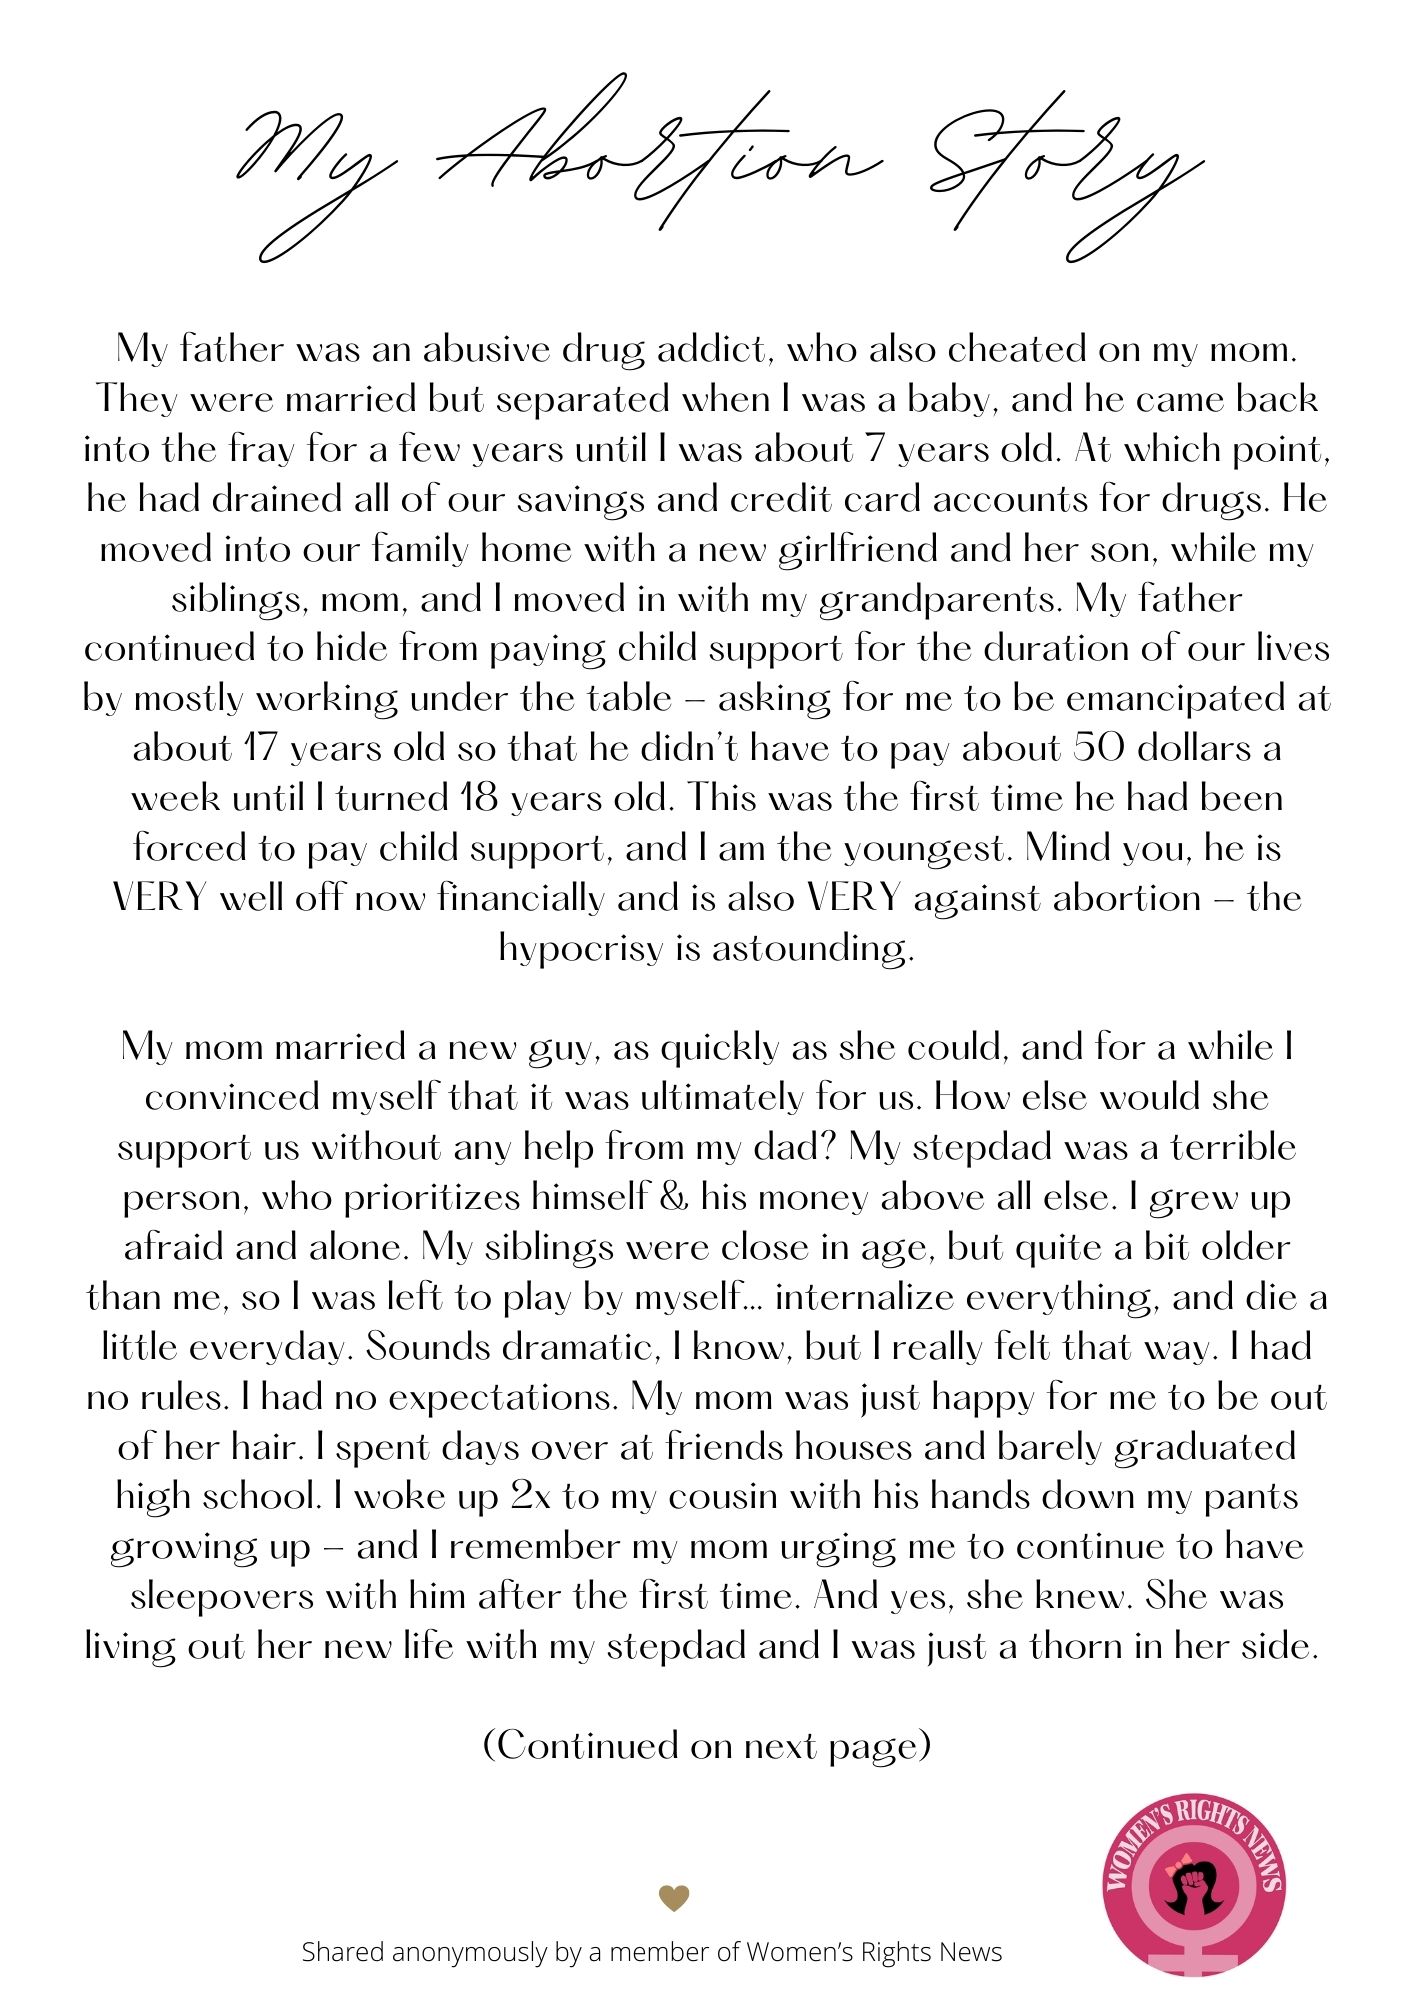 My Abortion Story
My father was an abusive drug addict, who also cheated on my mom.
They were married but separated when I was a baby, and he came back
into the fray for a few years until I was about 7 years old. At which point,
he had drained all of our savings and credit card accounts for drugs. He
moved into our family home with a new girlfriend and her son, while my
siblings, mom, and I moved in with my grandparents. My father
continued to hide from paying child support for the duration of our lives
by mostly working under the table – asking for me to be emancipated at
about 17 years old so that he didn't have to pay about 50 dollars a
week until I turned 18 years old. This was the first time he had been
forced to pay child support, and I am the youngest. Mind you, he is
VERY well off now financially and is also VERY against abortion – the
hypocrisy is astounding.
My mom married a new guy, as quickly as she could, and for a while I
convinced myself that it was ultimately for us. How else would she
support us without any help from my dad? My stepdad was a terrible
person, who prioritizes himself & his money above all else. I grew up
afraid and alone. My siblings were close in age, but quite a bit older
than me, so I was left to play by myself... internalize everything, and die a
little everyday. Sounds dramatic, I know, but I really felt that way. I had
no rules. I had no expectations. My mom was just happy for me to be out
of her hair. I spent days over at friends houses and barely graduated
high school. I woke up 2x to my cousin with his hands down my pants
growing up – and I remember my mom urging me to continue to have
sleepovers with him after the first time. And yes, she knew. She was
living out her new life with my stepdad and I was just a thorn in her side.
(Continued on next page)
WOMEN'S RIGHTS NEWS
Shared anonymously by a member of Women's Rights News